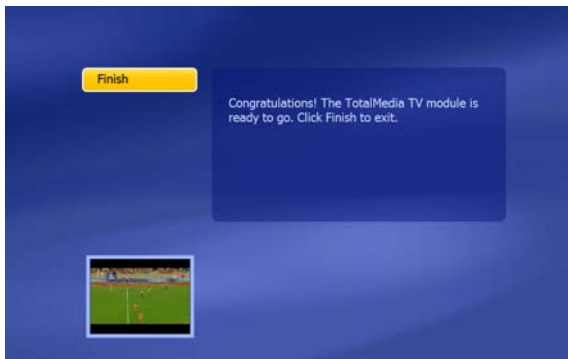 Finish
Congratulations! The TotalMedia TV module is
ready to go. Click Finish to exit.